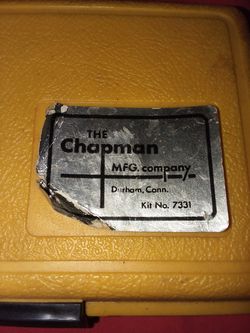 THE
Chapman
MFG. company
Durham, Conn.
Kit No. 7331